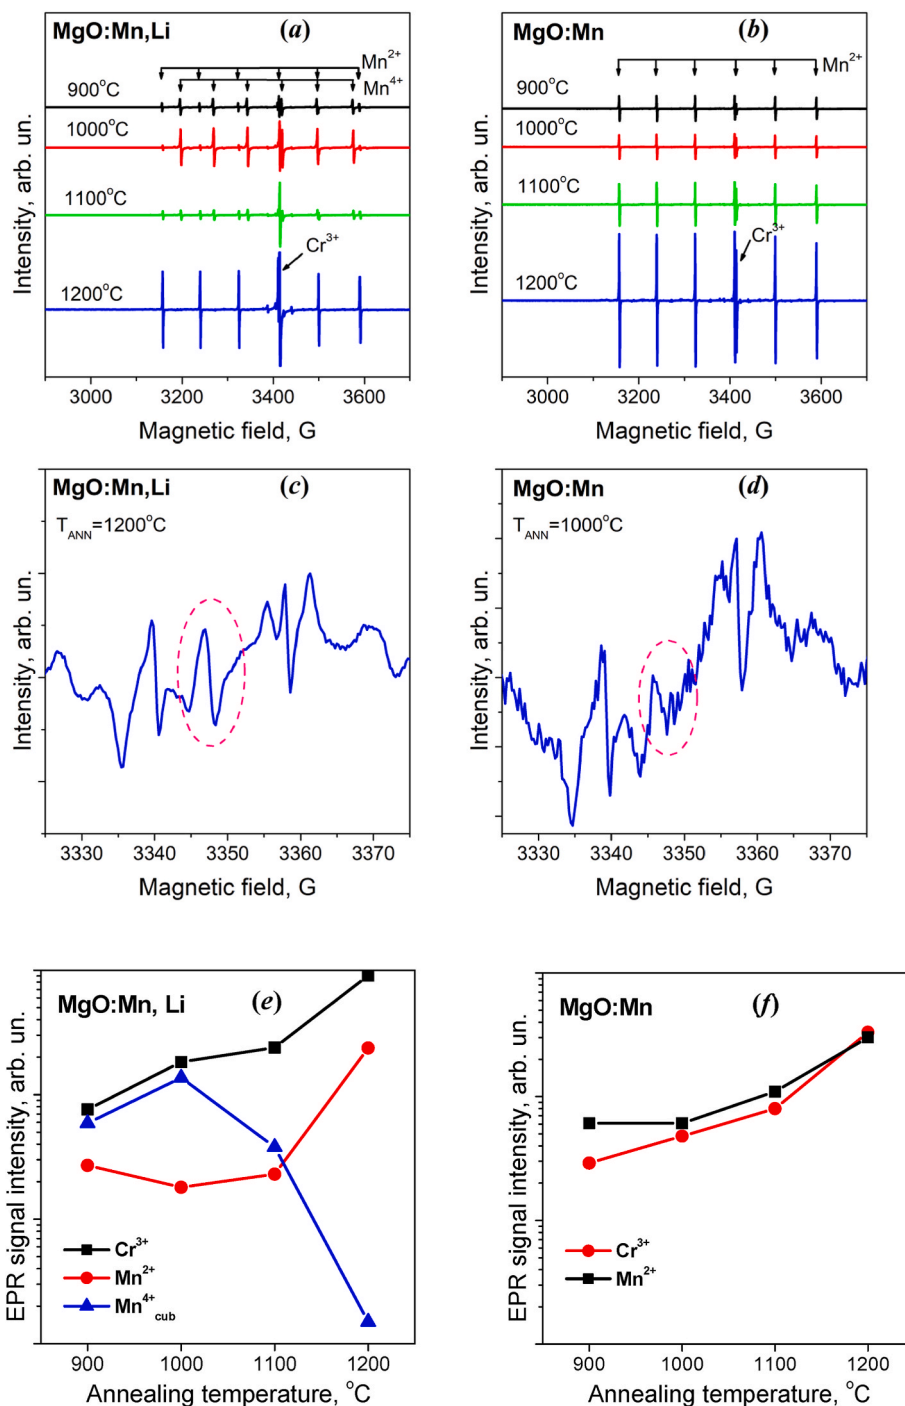 MgO:Mn,Li (a)
Mn²⁺
Mn⁴⁺
900°C
1000°C
1100°C
Cr³⁺
1200°C
Intensity, arb. un.
3000 3200 3400 3600
Magnetic field, G
MgO:Mn (b)
Mn²⁺
900°C
1000°C
1100°C
Cr³⁺
1200°C
Intensity, arb. un.
3000 3200 3400 3600
Magnetic field, G
MgO:Mn,Li (c)
T_ANN=1200°C
Intensity, arb. un.
3330 3340 3350 3360 3370
Magnetic field, G
MgO:Mn (d)
T_ANN=1000°C
Intensity, arb. un.
3330 3340 3350 3360 3370
Magnetic field, G
MgO:Mn, Li (e)
Cr³⁺
Mn²⁺
Mn⁴⁺cub
EPR signal intensity, arb. un.
900 1000 1100 1200
Annealing temperature, °C
MgO:Mn (f)
Cr³⁺
Mn²⁺
EPR signal intensity, arb. un.
900 1000 1100 1200
Annealing temperature, °C